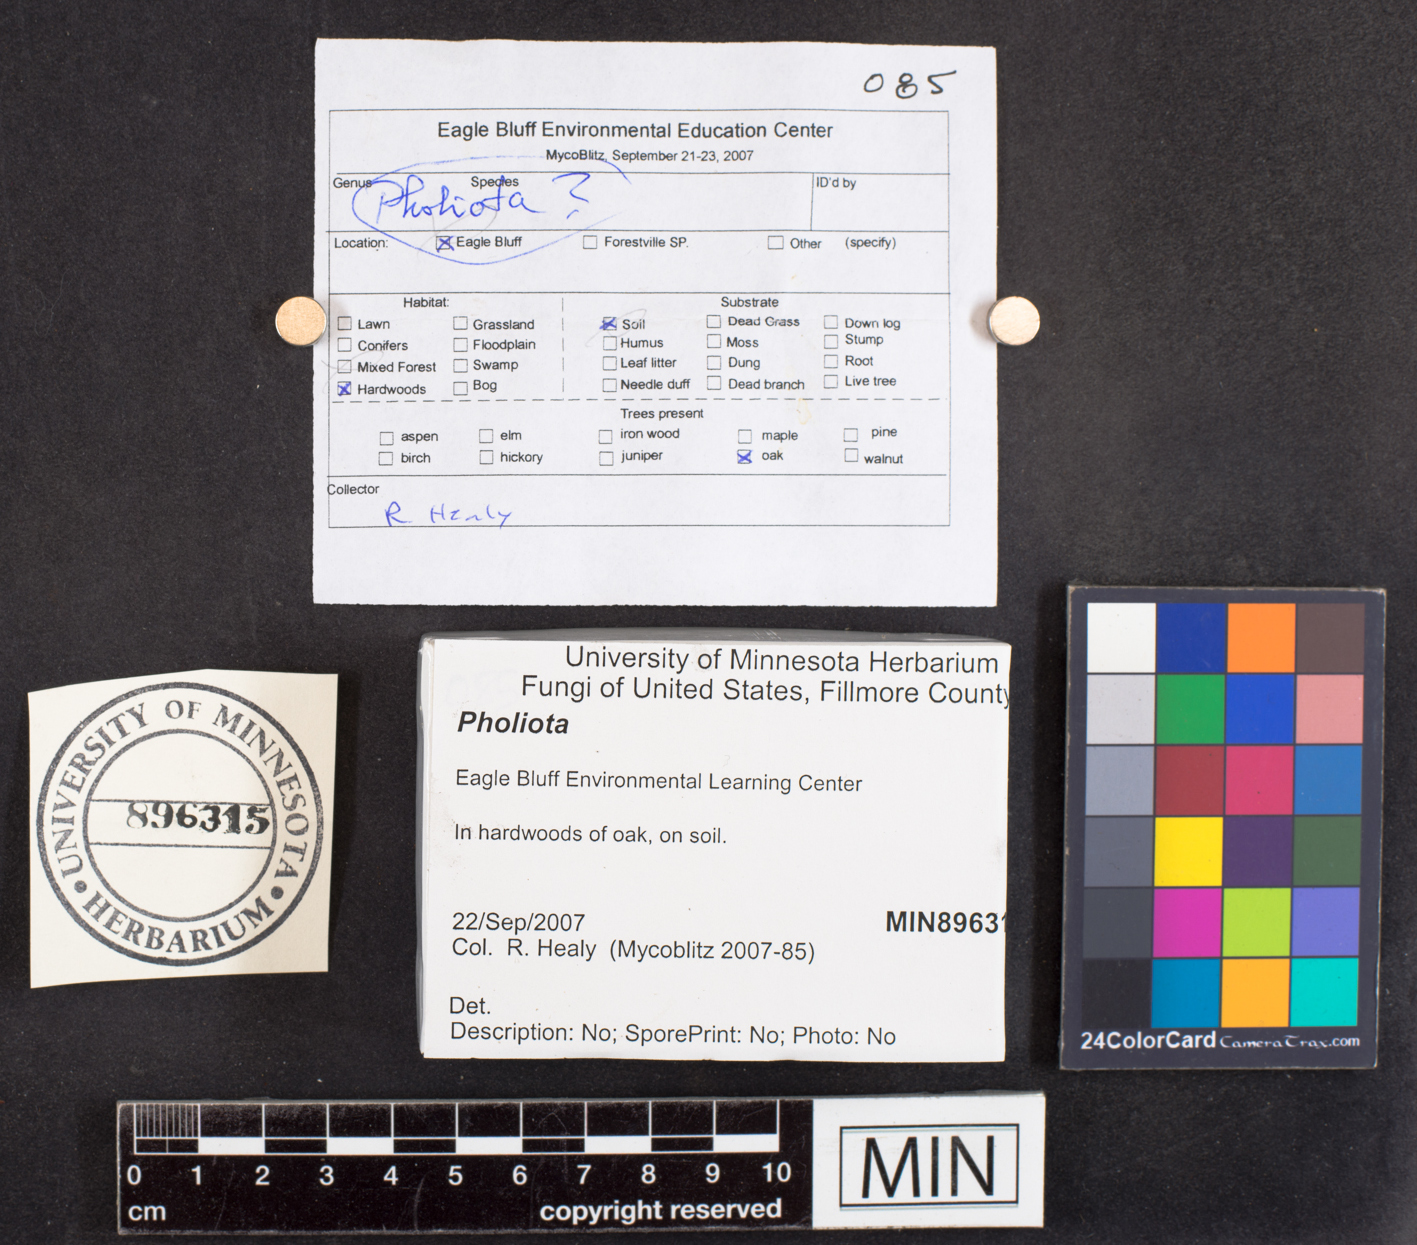 085
Eagle Bluff Environmental Education Center
MycoBlitz, September 21-23, 2007
Genus Species ID'd by
Pholiota ?
Location: Eagle Bluff Forestville SP. Other (specify)
Habitat: Substrate
Lawn Grassland Soil Dead Grass Down log
Conifers Floodplain Humus Moss Stump
Mixed Forest Swamp Leaf litter Dung Root
Hardwoods Bog Needle duff Dead branch Live tree
Trees present
aspen elm iron wood maple pine
birch hickory juniper oak walnut
Collector
R Healy
University of Minnesota Herbarium
Fungi of United States, Fillmore County
Pholiota
Eagle Bluff Environmental Learning Center
In hardwoods of oak, on soil.
22/Sep/2007 MIN89631
Col. R. Healy (Mycoblitz 2007-85)
Det.
Description: No; SporePrint: No; Photo: No
UNIVERSITY OF MINNESOTA
896315
HERBARIUM
24ColorCard CameraTrax.com
0 1 2 3 4 5 6 7 8 9 10
cm copyright reserved
MIN